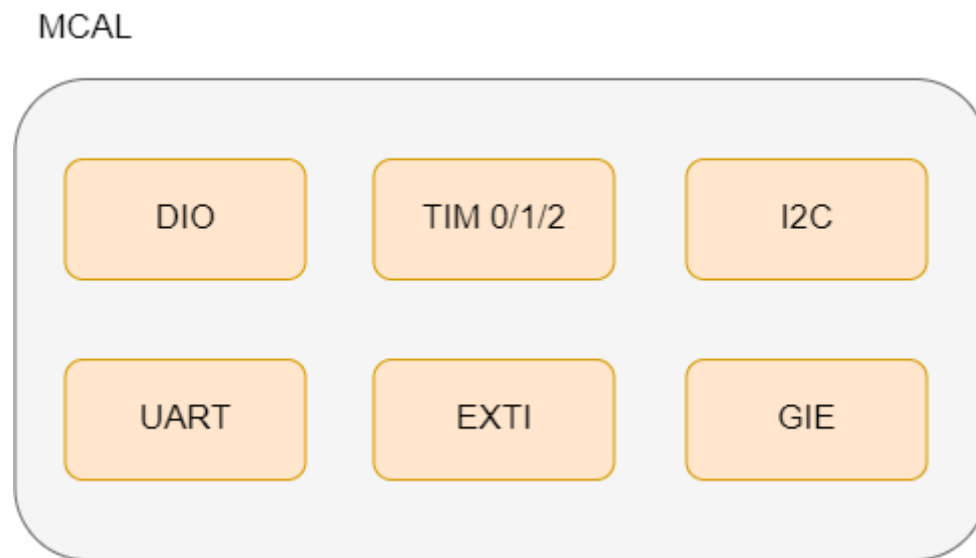 MCAL
DIO
TIM 0/1/2
I2C
UART
EXTI
GIE